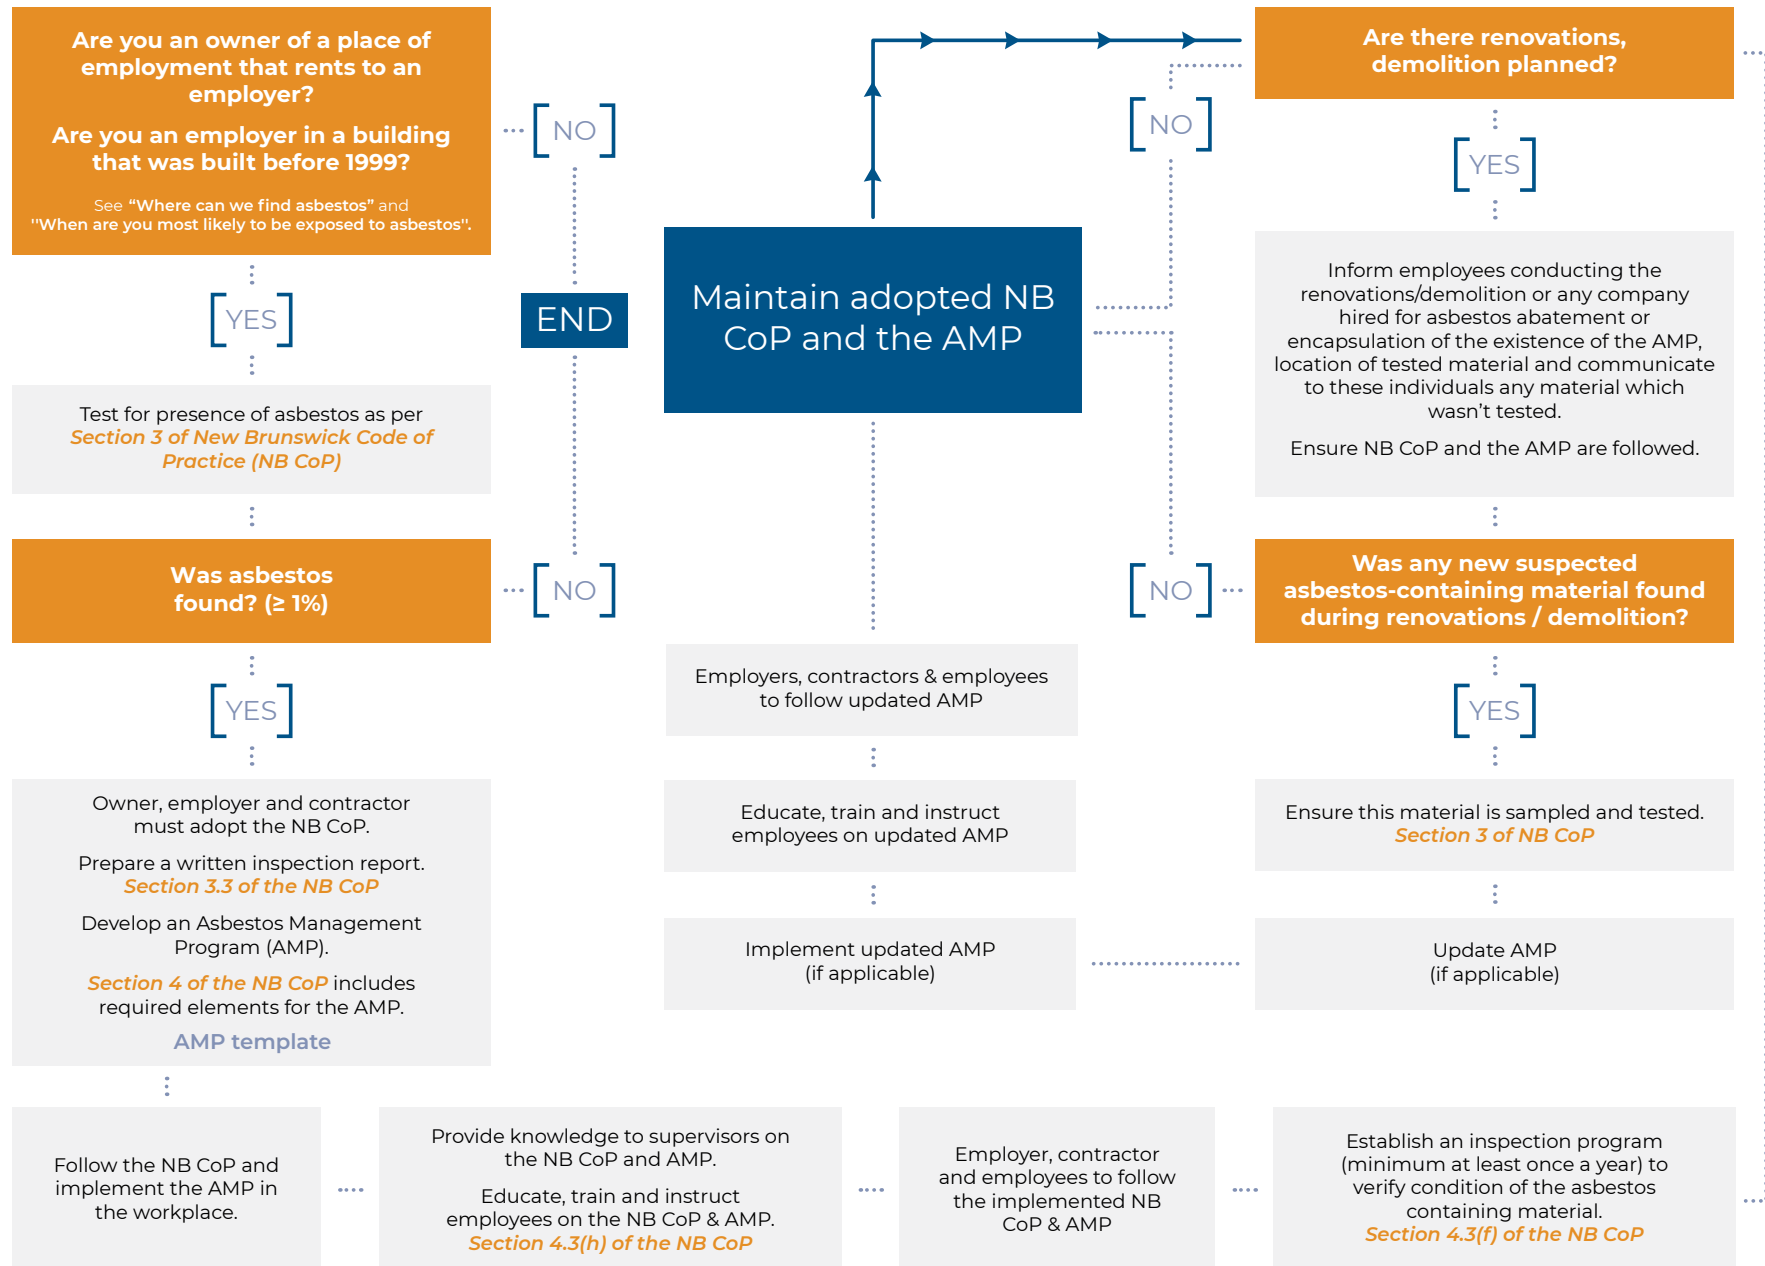 Are you an owner of a place of
employment that rents to an
employer?
Are you an employer in a building
that was built before 1999?
See “Where can we find asbestos” and
"When are you most likely to be exposed to asbestos".
NO
YES
END
Test for presence of asbestos as per
Section 3 of New Brunswick Code of
Practice (NB CoP)
Was asbestos
found? (≥ 1%)
NO
YES
Owner, employer and contractor
must adopt the NB CoP.
Prepare a written inspection report.
Section 3.3 of the NB CoP
Develop an Asbestos Management
Program (AMP).
Section 4 of the NB CoP includes
required elements for the AMP.
AMP template
Follow the NB CoP and
implement the AMP in
the workplace.
Provide knowledge to supervisors on
the NB CoP and AMP.
Educate, train and instruct
employees on the NB CoP & AMP.
Section 4.3(h) of the NB CoP
Employer, contractor
and employees to follow
the implemented NB
CoP & AMP
Establish an inspection program
(minimum at least once a year) to
verify condition of the asbestos
containing material.
Section 4.3(f) of the NB CoP
Are there renovations,
demolition planned?
NO
YES
Maintain adopted NB
CoP and the AMP
Inform employees conducting the
renovations/demolition or any company
hired for asbestos abatement or
encapsulation of the existence of the AMP,
location of tested material and communicate
to these individuals any material which
wasn’t tested.
Ensure NB CoP and the AMP are followed.
Was any new suspected
asbestos-containing material found
during renovations / demolition?
NO
YES
Ensure this material is sampled and tested.
Section 3 of NB CoP
Update AMP
(if applicable)
Implement updated AMP
(if applicable)
Educate, train and instruct
employees on updated AMP
Employers, contractors & employees
to follow updated AMP